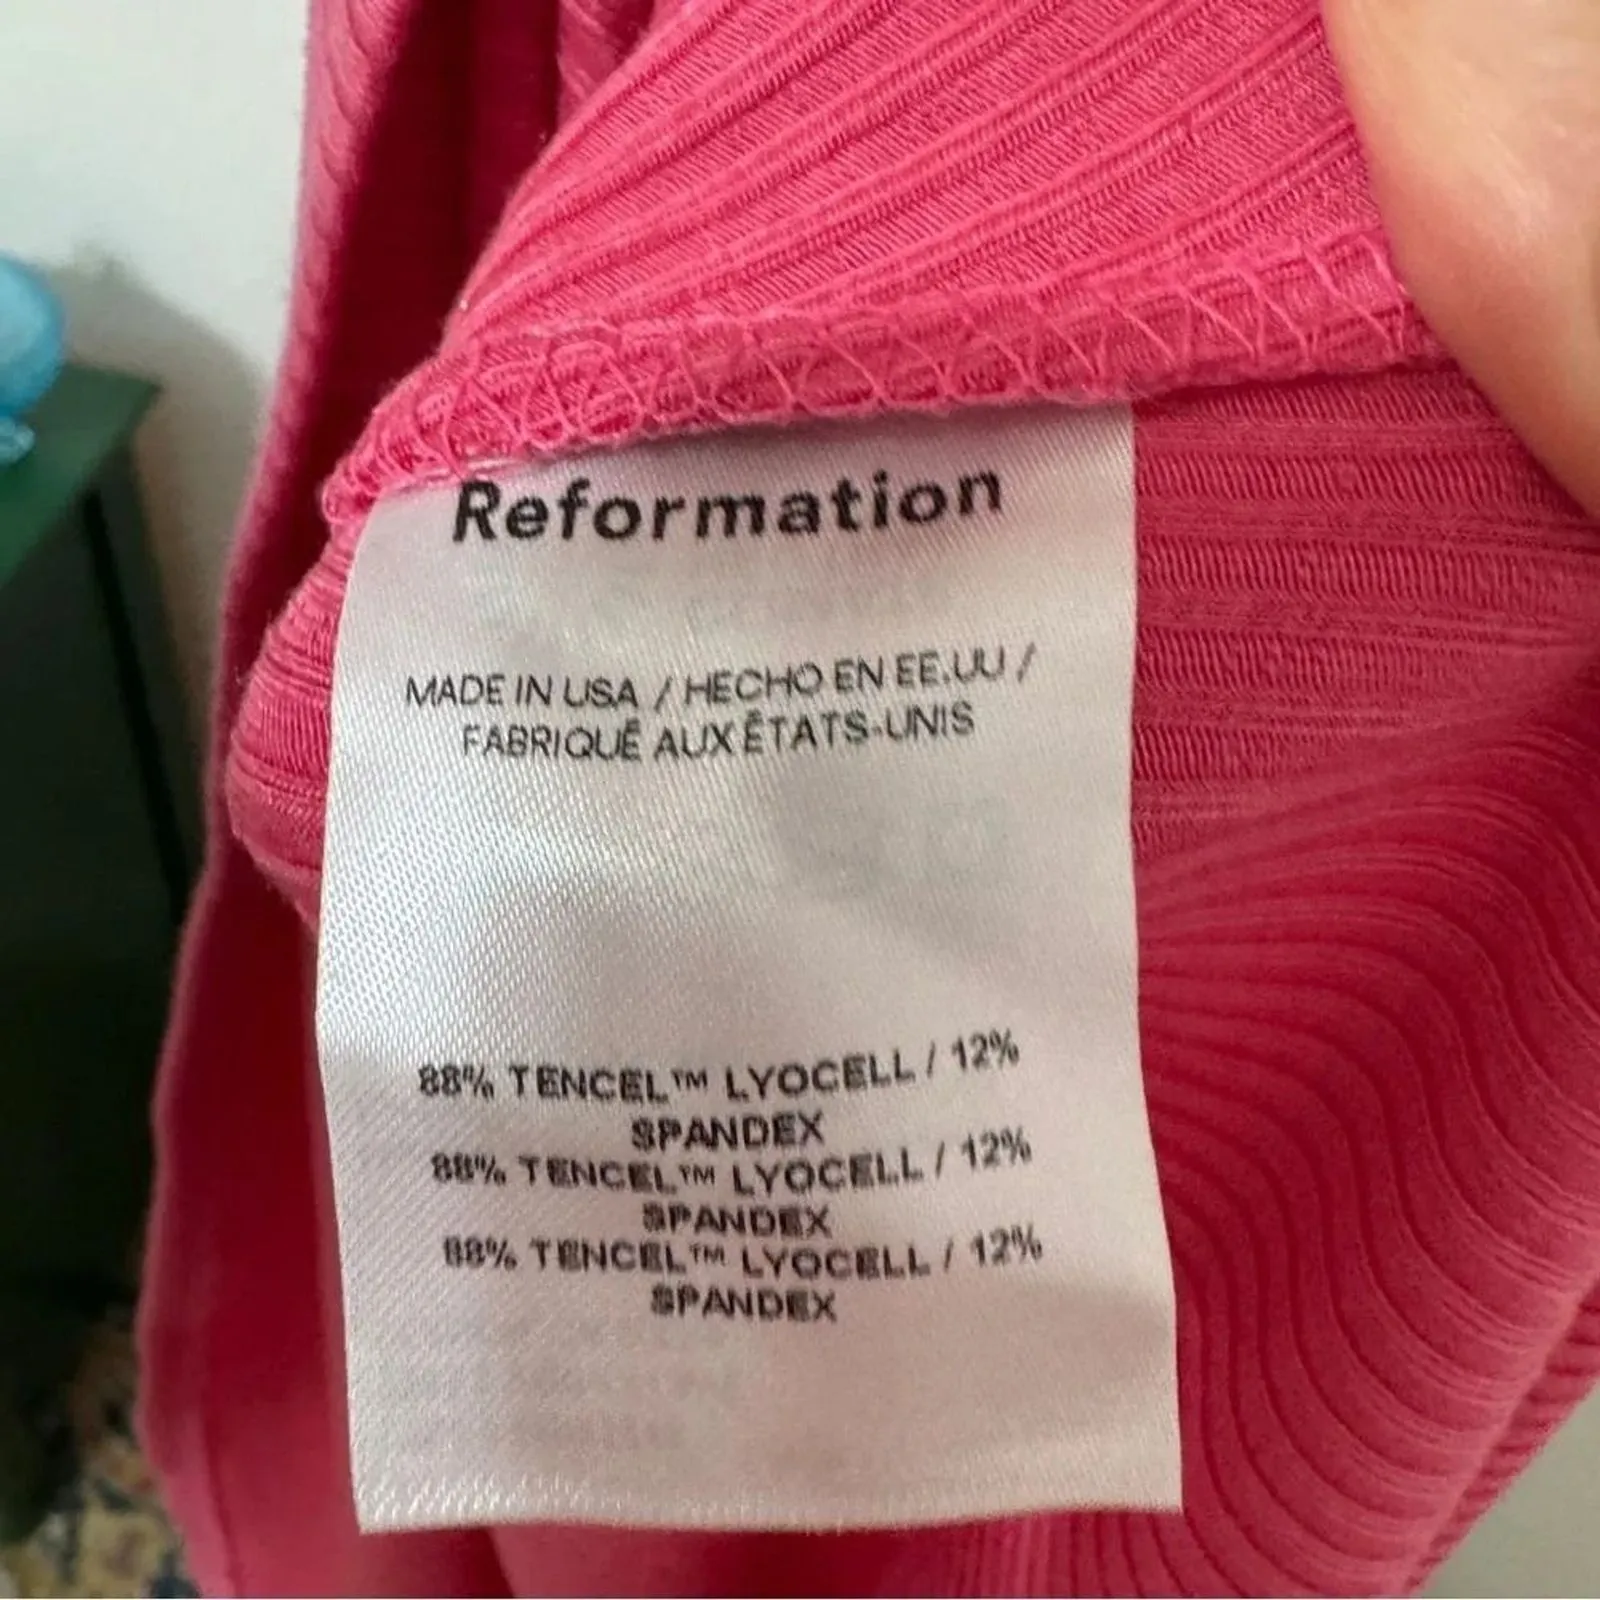 Reformation
MADE IN USA / HECHO EN EE.UU /
FABRIQUÉ AUX ÉTATS-UNIS
88% TENCEL™ LYOCELL / 12%
SPANDEX
88% TENCEL™ LYOCELL / 12%
SPANDEX
88% TENCEL™ LYOCELL / 12%
SPANDEX